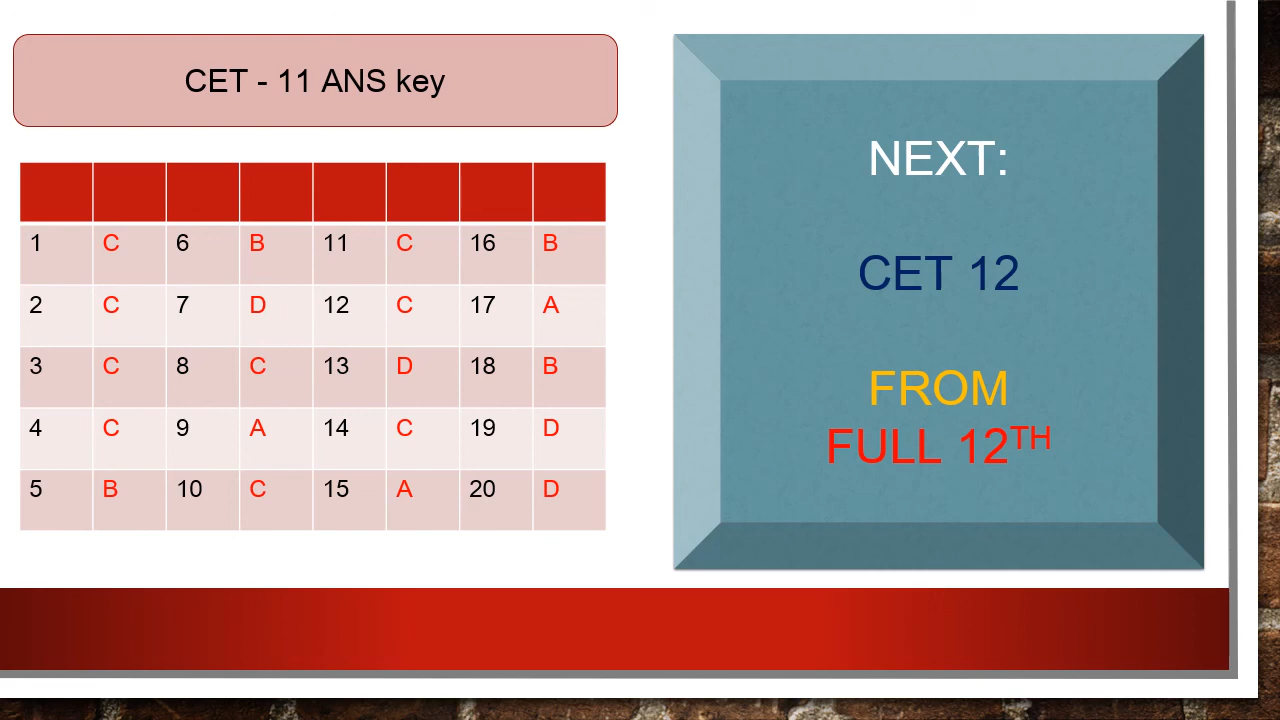 CET - 11 ANS key
1 C 6 B 11 C 16 B
2 C 7 D 12 C 17 A
3 C 8 C 13 D 18 B
4 C 9 A 14 C 19 D
5 B 10 C 15 A 20 D
NEXT:
CET 12
FROM
FULL 12TH